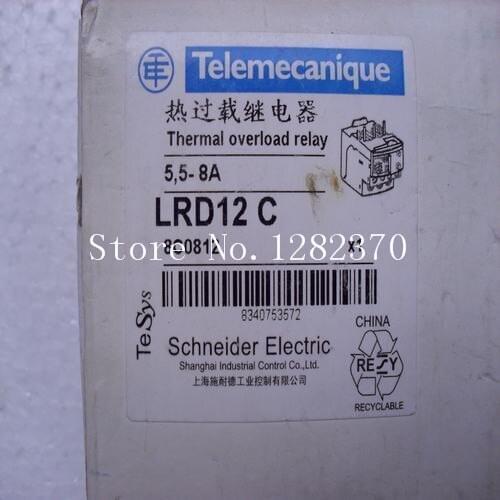 Telemecanique
热过载继电器
Thermal overload relay
5,5-8A
LRD12 C
Store No. 1282370
x1
8340753572
TeSys
Schneider Electric
Shanghai Industrial Control Co.,Ltd.
上海施耐德工业控制有限公司
CHINA
RESY
RECYCLABLE